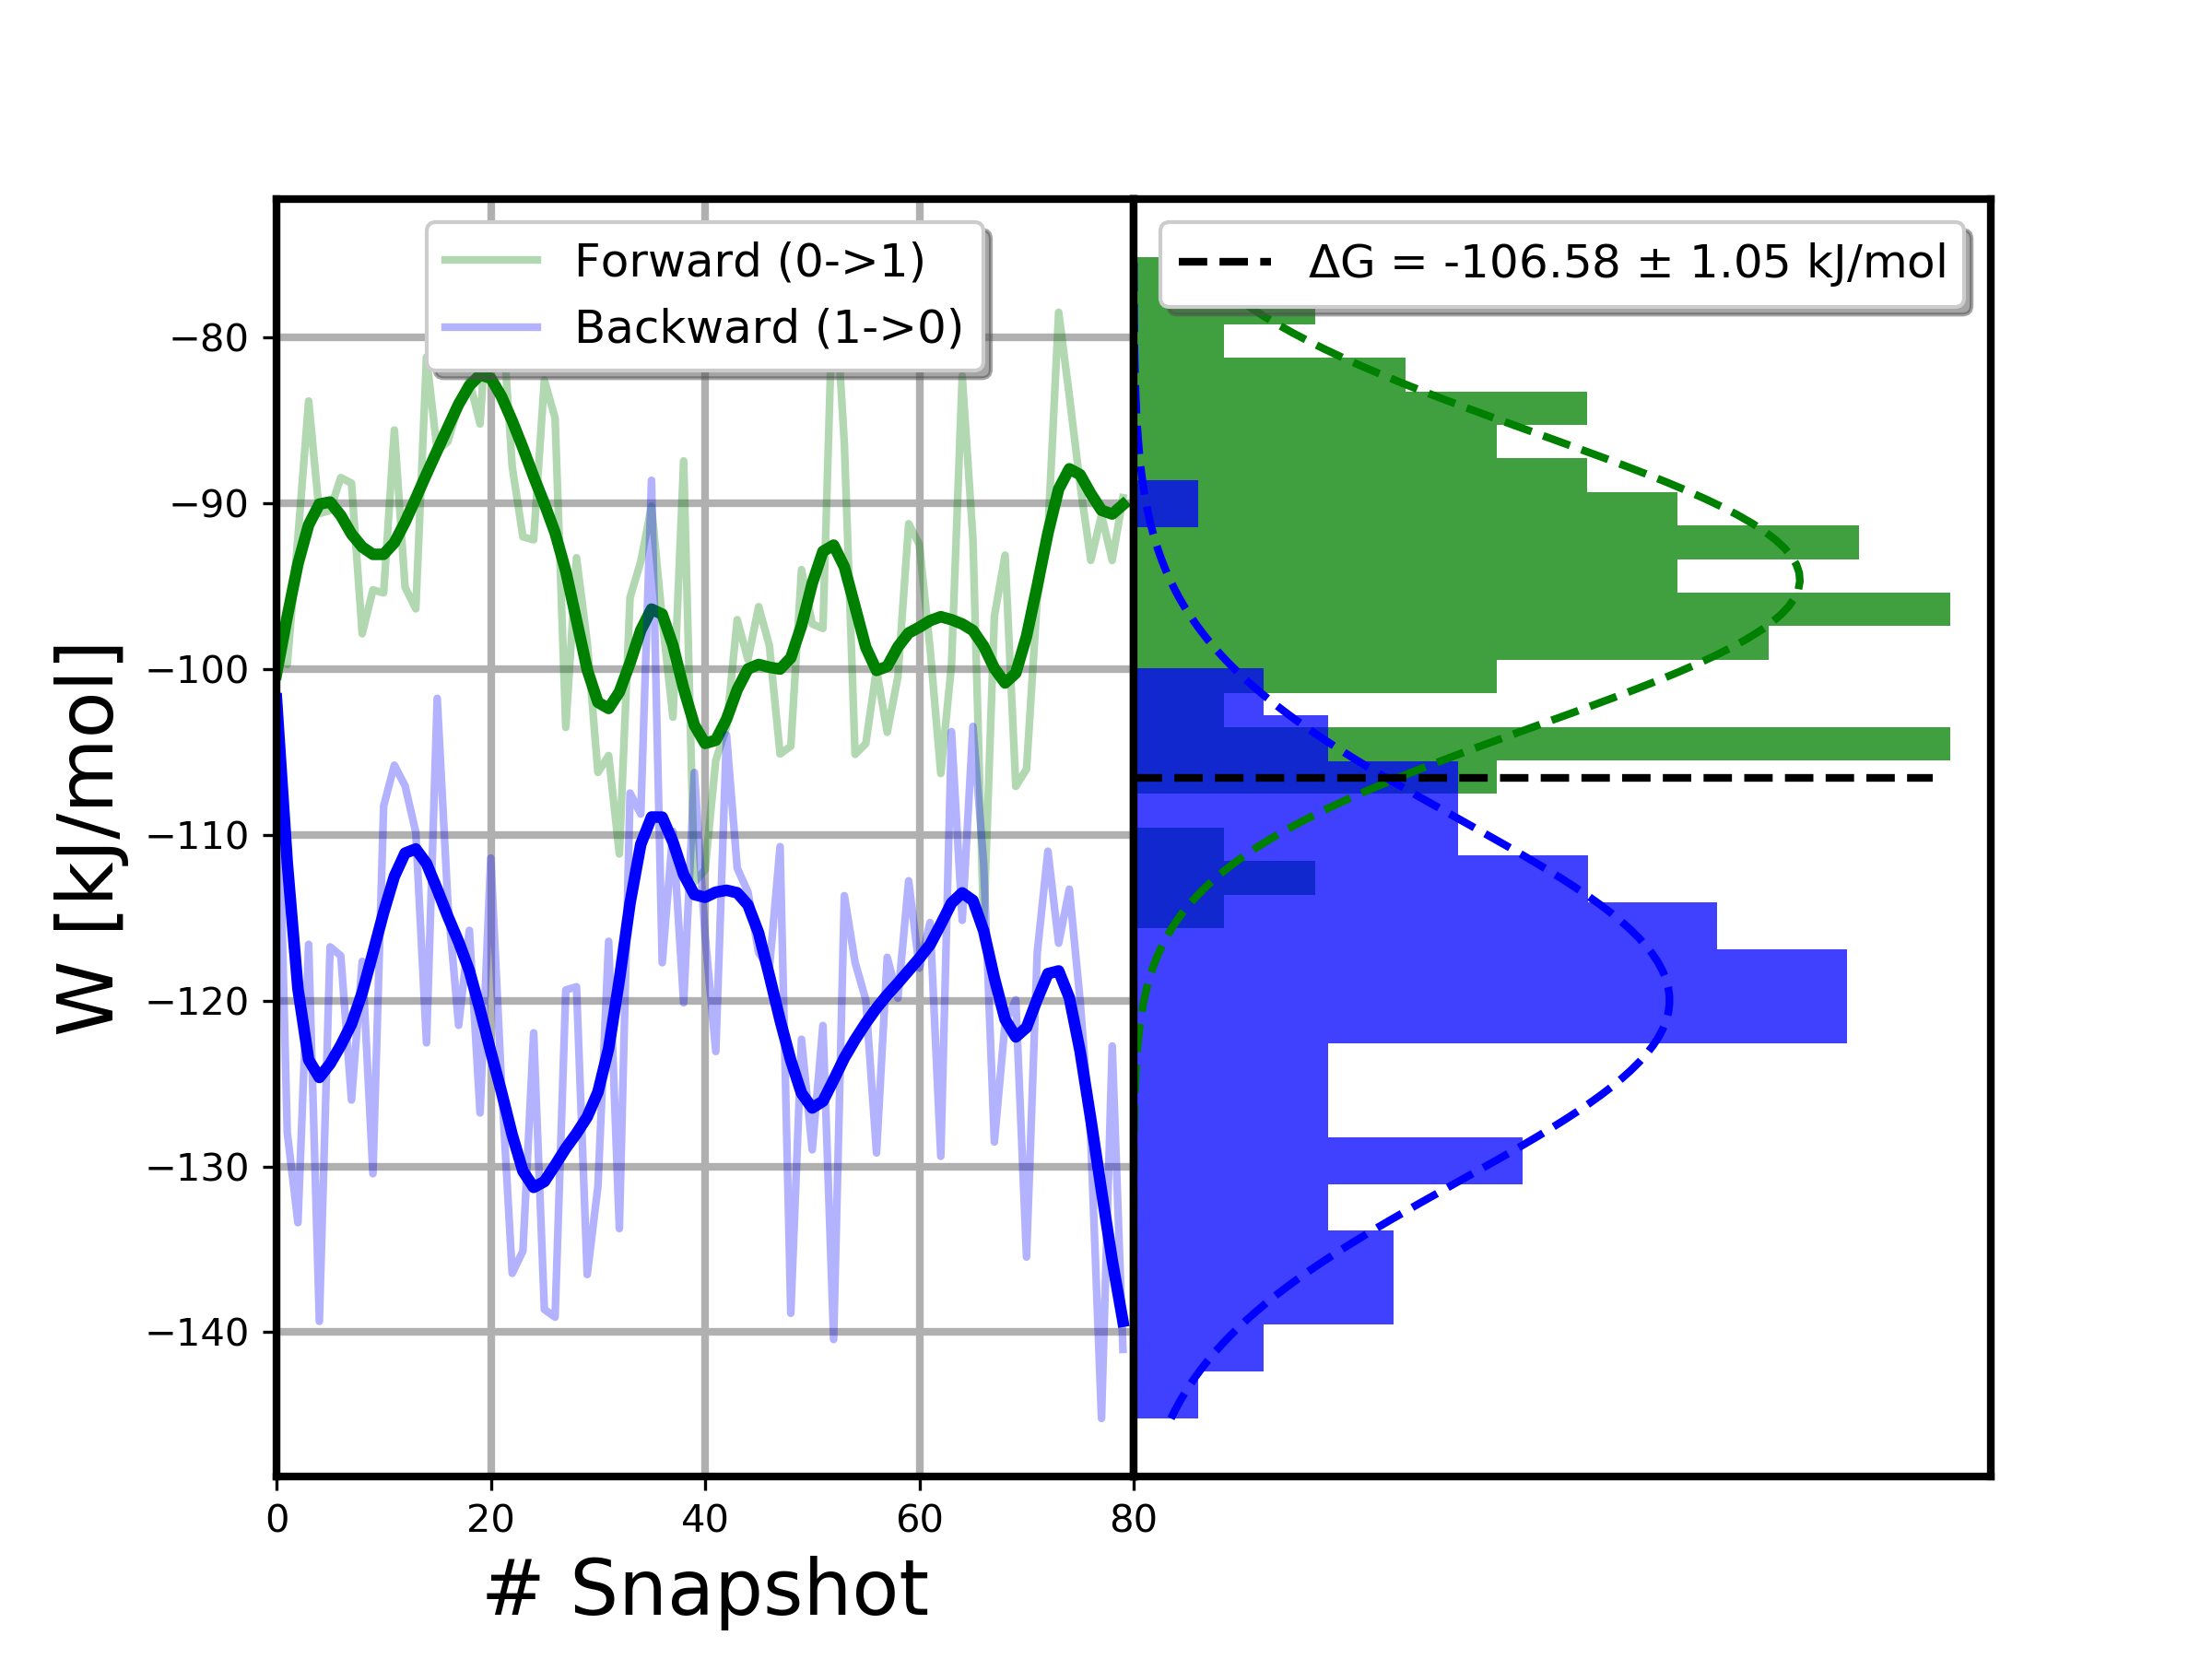 Forward (0->1)
Backward (1->0)
ΔG = -106.58 ± 1.05 kJ/mol
−80
−90
−100
−110
−120
−130
−140
W [kJ/mol]
0 20 40 60 80
# Snapshot